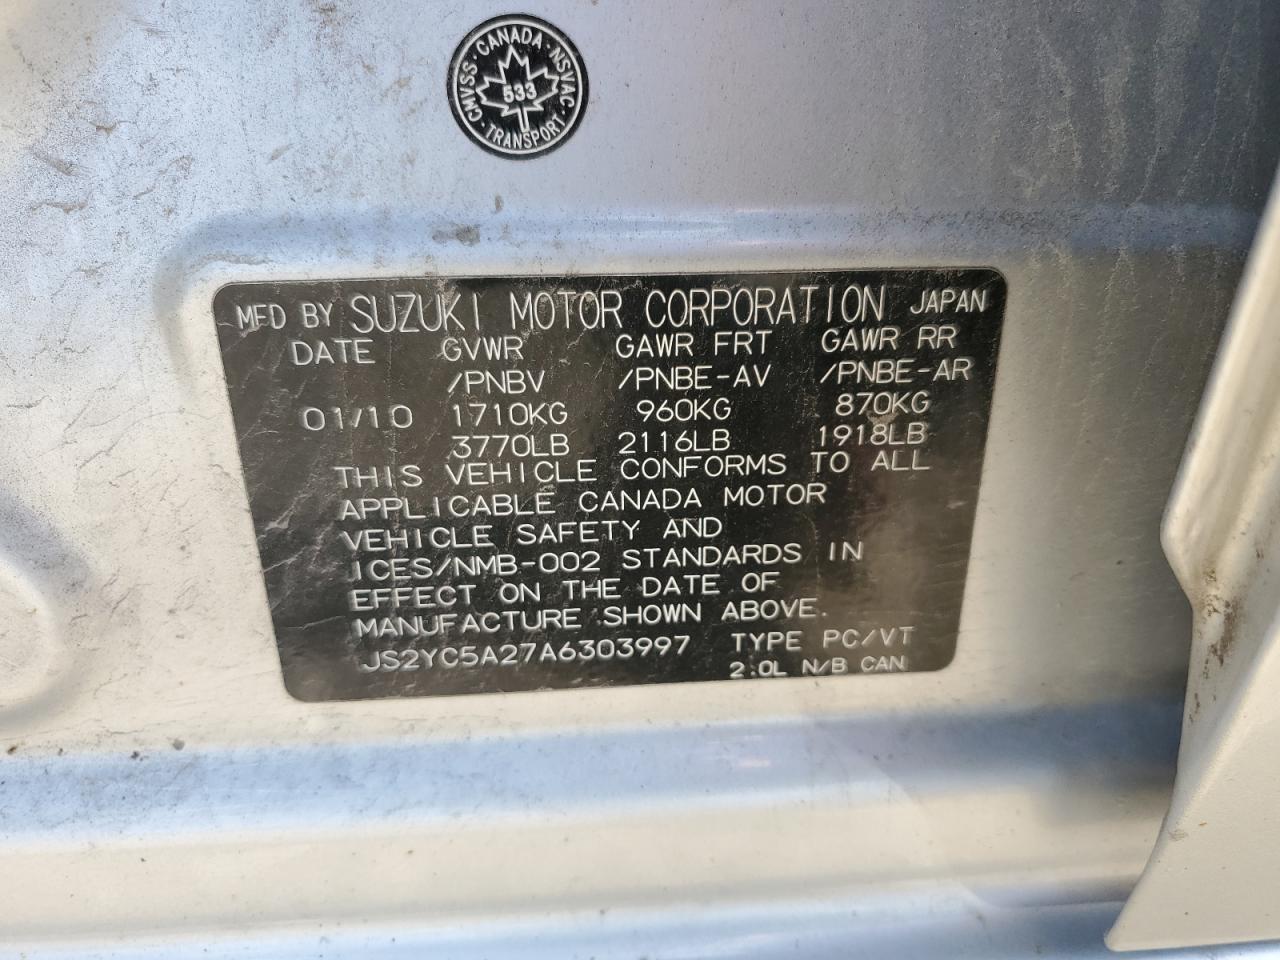 CMVSS · CANADA · NSVAC · TRANSPORT ·
533
MFD BY SUZUKI MOTOR CORPORATION JAPAN
DATE GVWR GAWR FRT GAWR RR
/PNBV /PNBE-AV /PNBE-AR
01/10 1710KG 960KG 870KG
3770LB 2116LB 1918LB
THIS VEHICLE CONFORMS TO ALL
APPLICABLE CANADA MOTOR
VEHICLE SAFETY AND
ICES/NMB-002 STANDARDS IN
EFFECT ON THE DATE OF
MANUFACTURE SHOWN ABOVE.
JS2YC5A27A6303997 TYPE PC/VT
2.0L N/B CAN